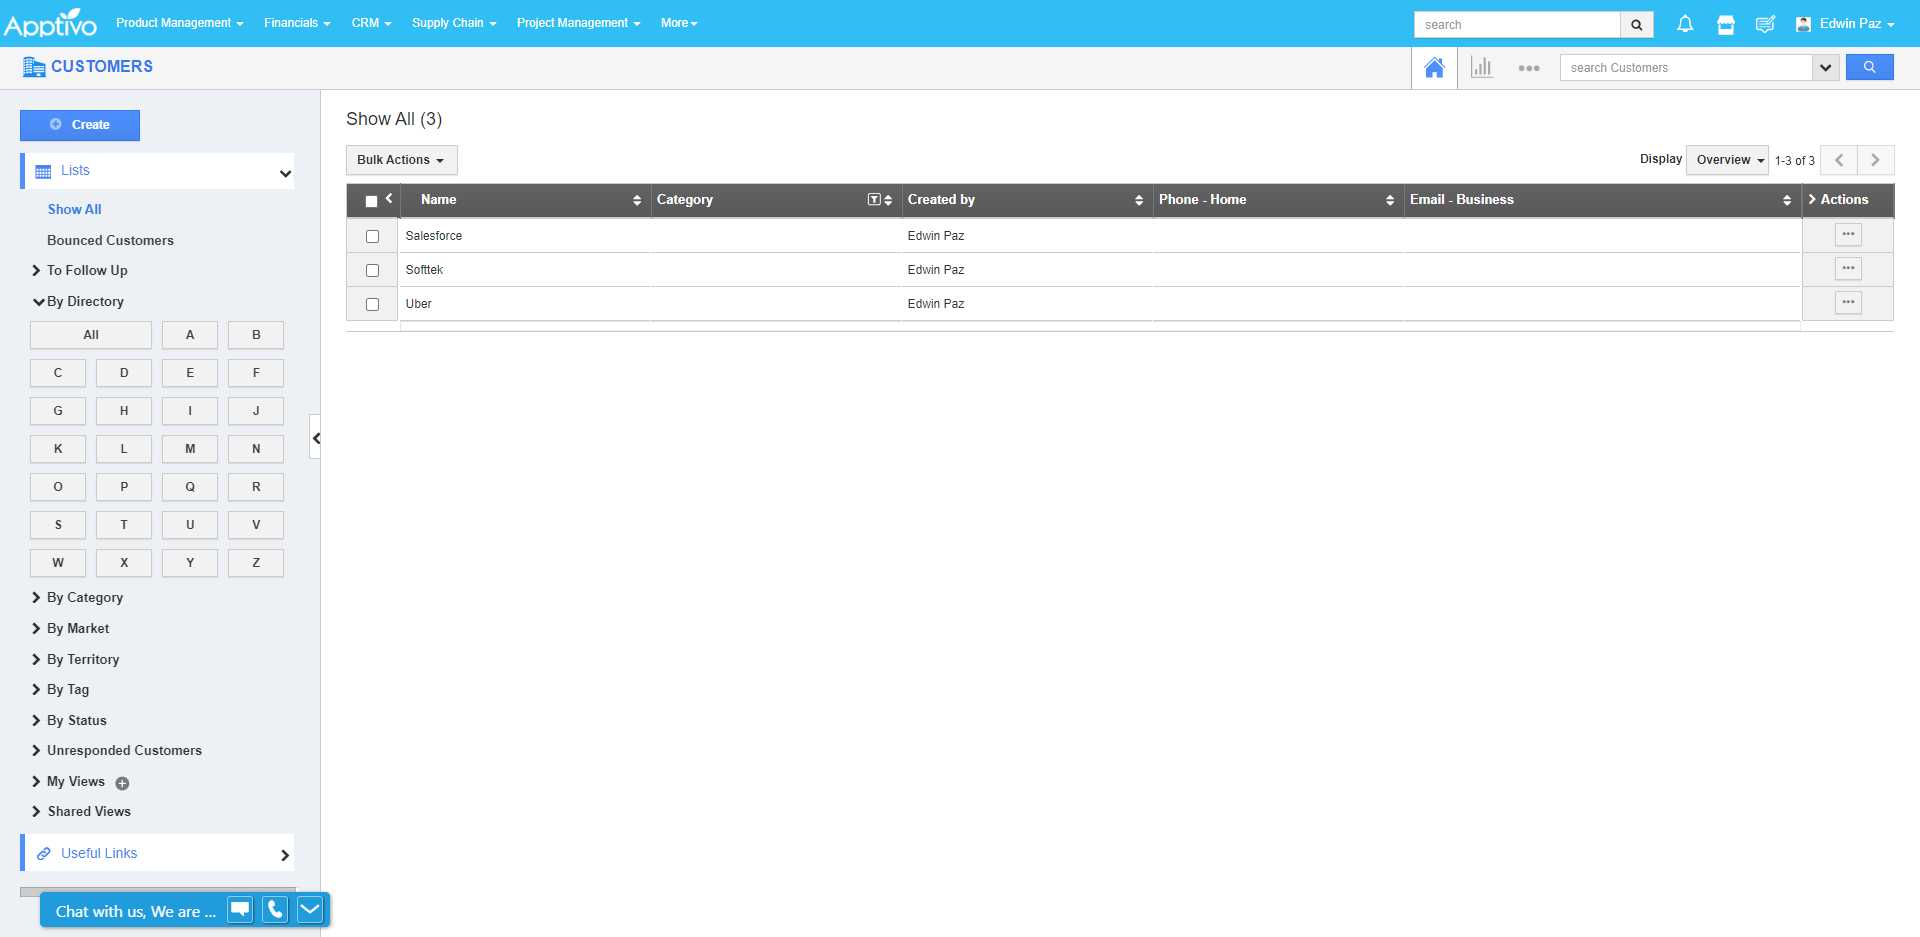 Apptivo Product Management Financials CRM Supply Chain Project Management More search Edwin Paz
CUSTOMERS search Customers
Create
Lists
Show All
Bounced Customers
To Follow Up
By Directory
All A B
C D E F
G H I J
K L M N
O P Q R
S T U V
W X Y Z
By Category
By Market
By Territory
By Tag
By Status
Unresponded Customers
My Views
Shared Views
Useful Links
Chat with us, We are ...
Show All (3)
Bulk Actions Display Overview 1-3 of 3
Name Category Created by Phone - Home Email - Business Actions
Salesforce Edwin Paz
Softtek Edwin Paz
Uber Edwin Paz